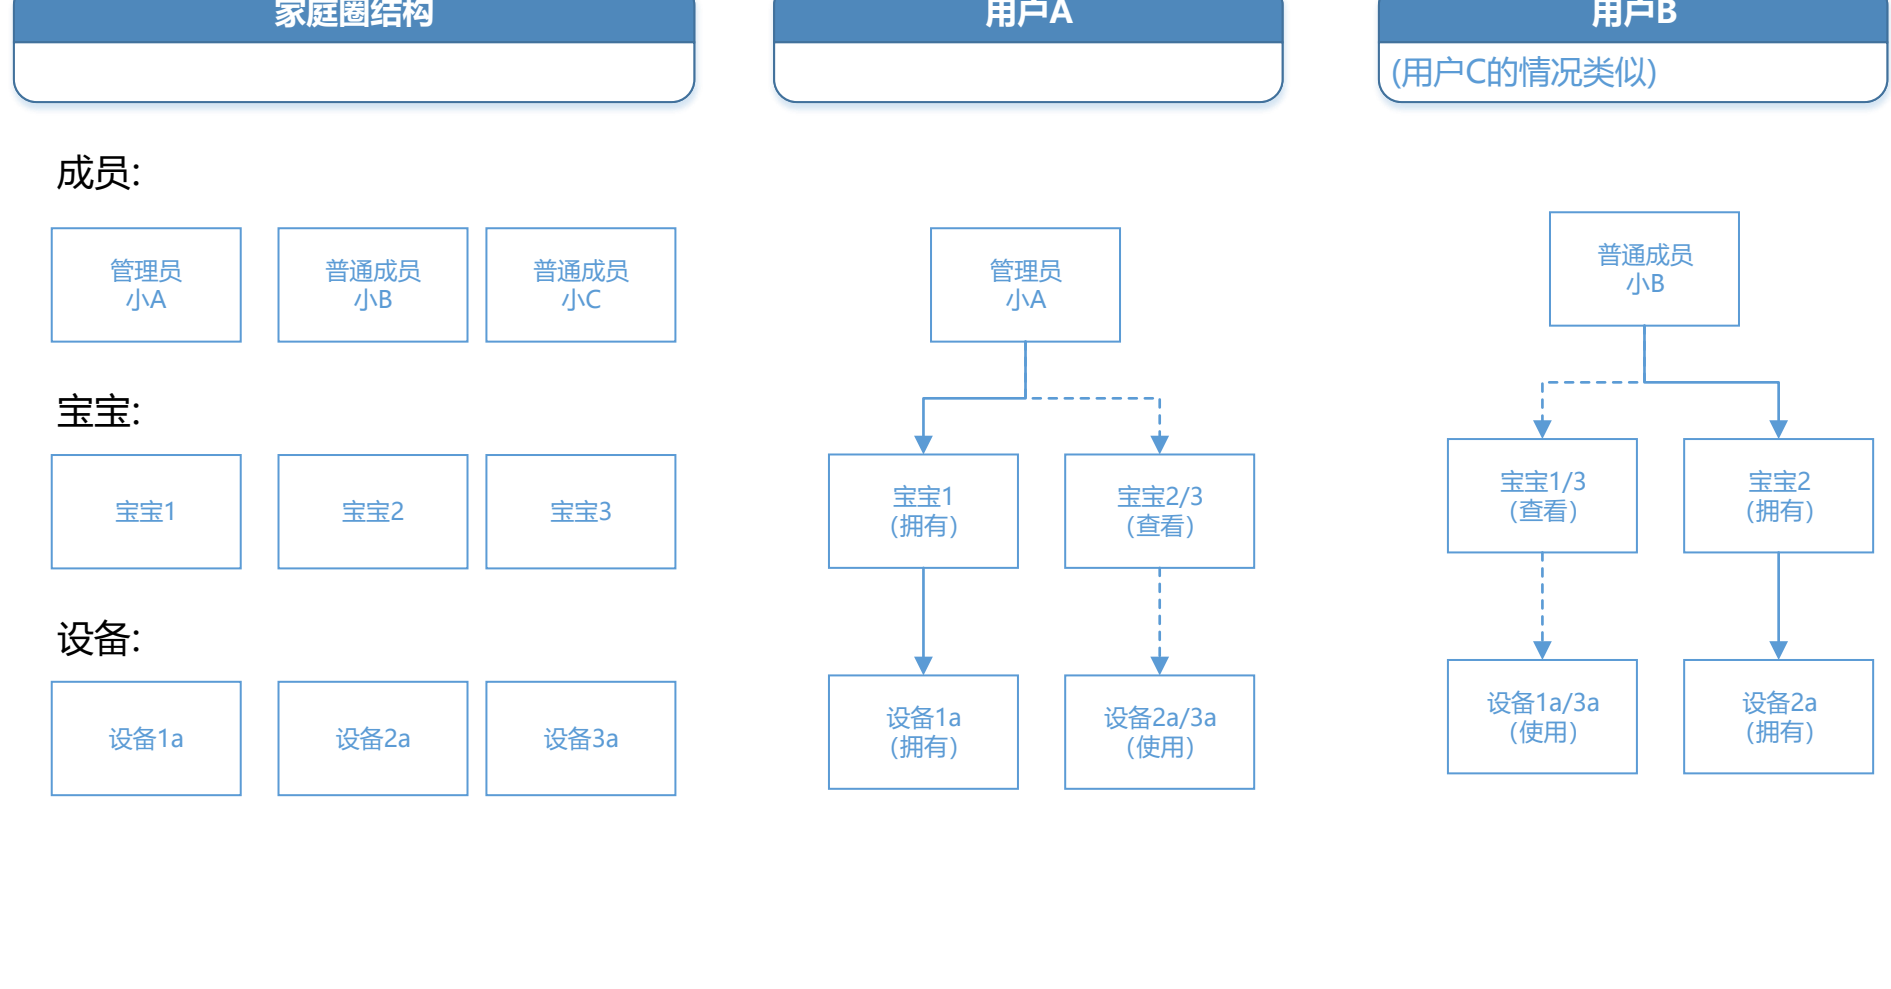 家庭圈结构
成员:
管理员
小A
普通成员
小B
普通成员
小C
宝宝:
宝宝1
宝宝2
宝宝3
设备:
设备1a
设备2a
设备3a
用户A
管理员
小A
宝宝1
（拥有）
宝宝2/3
（查看）
设备1a
（拥有）
设备2a/3a
（使用）
用户B
(用户C的情况类似)
普通成员
小B
宝宝1/3
（查看）
宝宝2
（拥有）
设备1a/3a
（使用）
设备2a
（拥有）